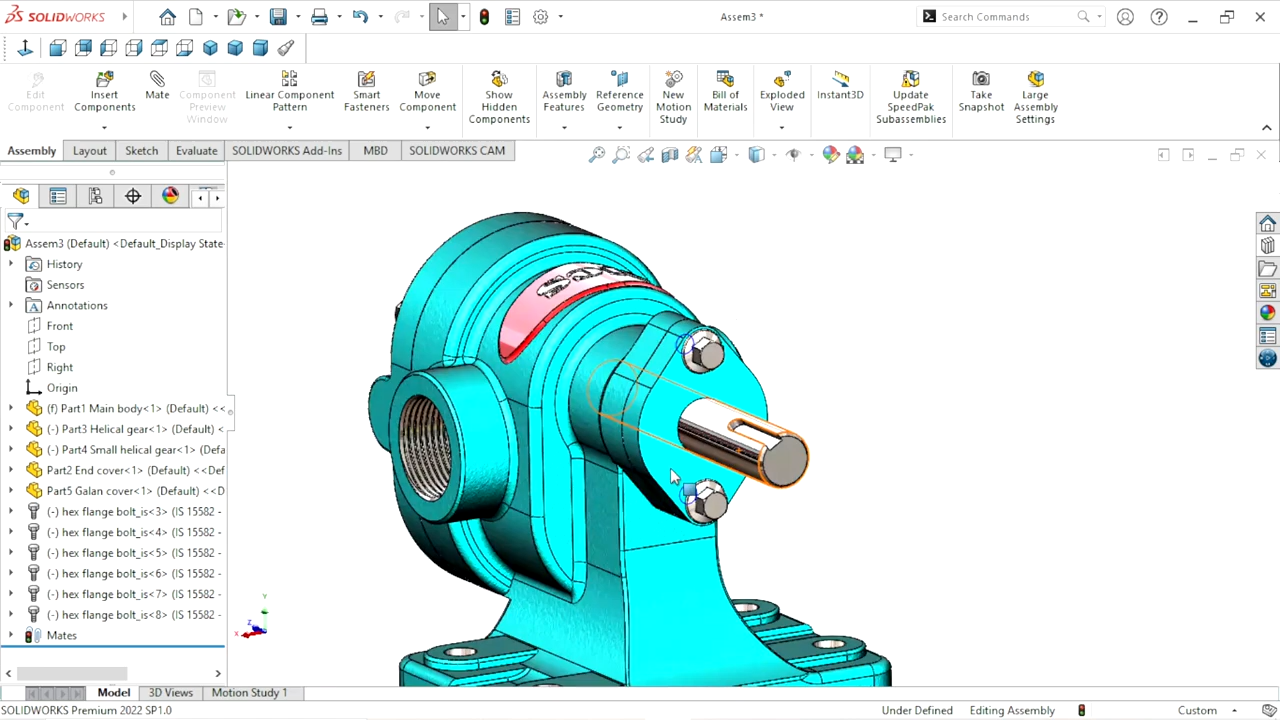 SOLIDWORKS
Assem3 *
Search Commands
Edit
Component
Insert
Components
Mate
Component
Preview
Window
Linear Component
Pattern
Smart
Fasteners
Move
Component
Show
Hidden
Components
Assembly
Features
Reference
Geometry
New
Motion
Study
Bill of
Materials
Exploded
View
Instant3D
Update
SpeedPak
Subassemblies
Take
Snapshot
Large
Assembly
Settings
Assembly
Layout
Sketch
Evaluate
SOLIDWORKS Add-Ins
MBD
SOLIDWORKS CAM
Assem3 (Default) <Default_Display State-
History
Sensors
Annotations
Front
Top
Right
Origin
(f) Part1 Main body<1> (Default) <<
(-) Part3 Helical gear<1> (Default) <
(-) Part4 Small helical gear<1> (Def
Part2 End cover<1> (Default) <<Def
Part5 Galan cover<1> (Default) <<D
(-) hex flange bolt_is<3> (IS 15582 -
(-) hex flange bolt_is<4> (IS 15582 -
(-) hex flange bolt_is<5> (IS 15582 -
(-) hex flange bolt_is<6> (IS 15582 -
(-) hex flange bolt_is<7> (IS 15582 -
(-) hex flange bolt_is<8> (IS 15582 -
Mates
Y
Z
X
Model
3D Views
Motion Study 1
SOLIDWORKS Premium 2022 SP1.0
Under Defined
Editing Assembly
Custom